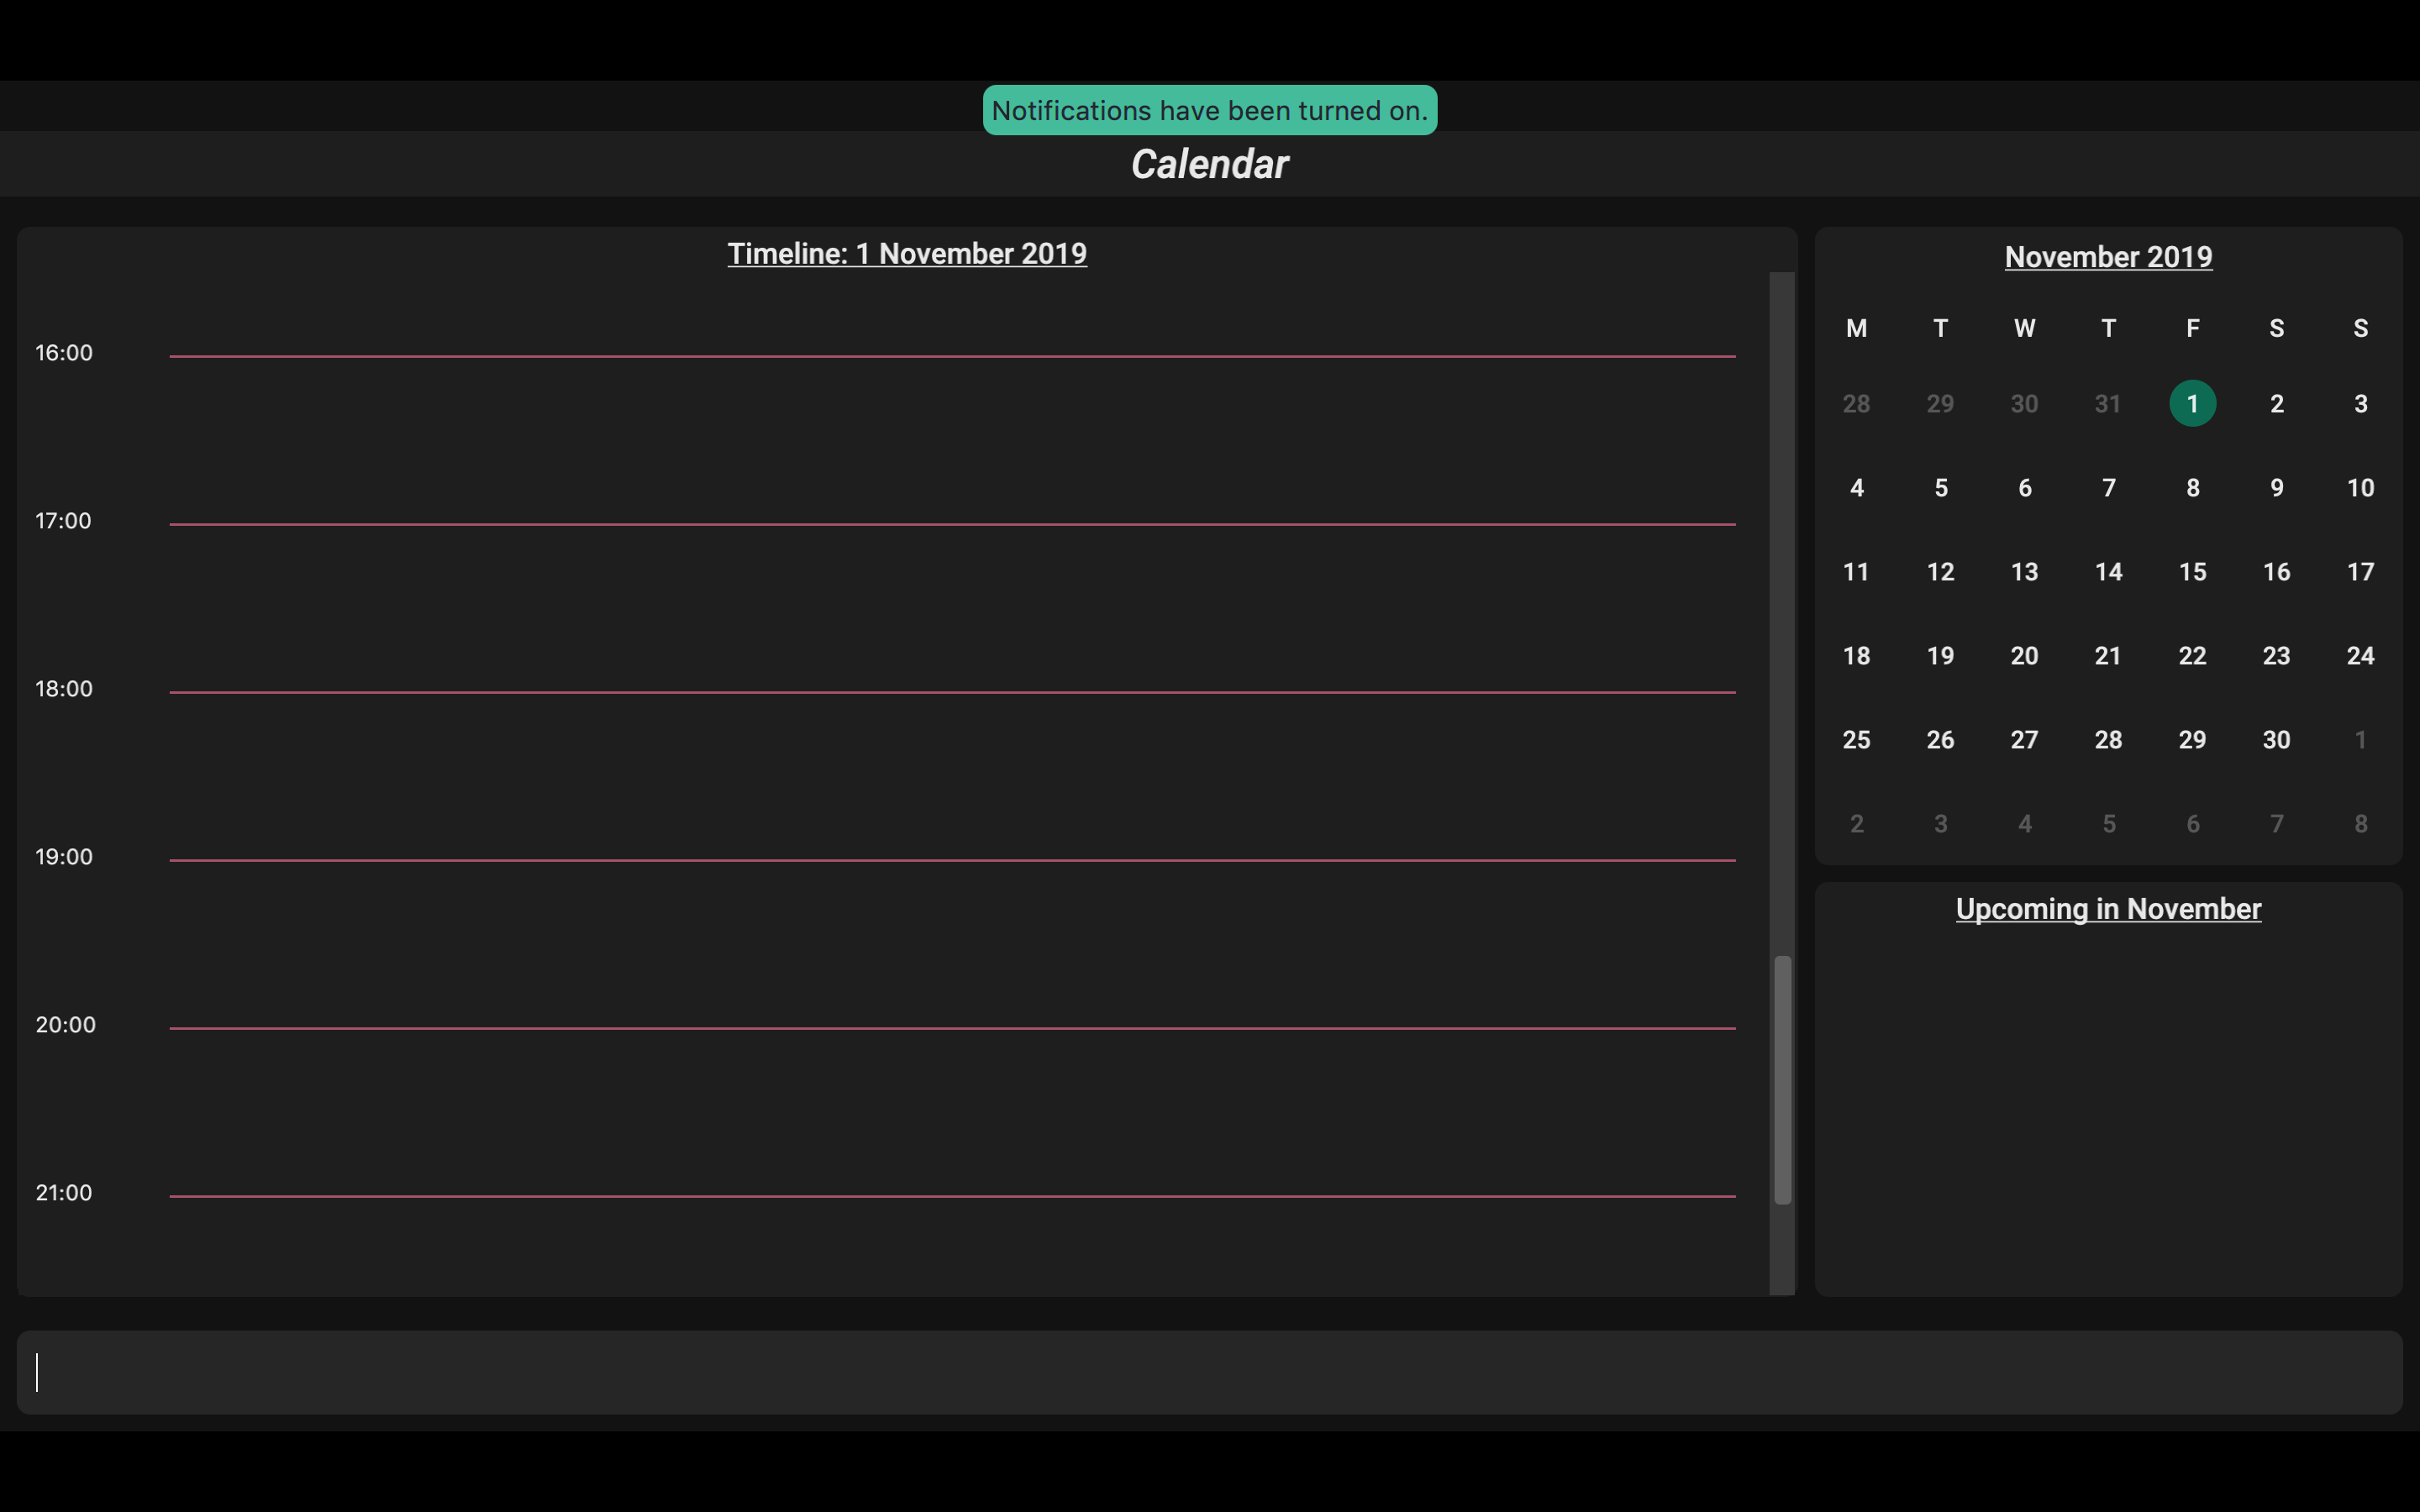 Notifications have been turned on.
Calendar
Timeline: 1 November 2019
16:00
17:00
18:00
19:00
20:00
21:00
November 2019
M T W T F S S
28 29 30 31 1 2 3
4 5 6 7 8 9 10
11 12 13 14 15 16 17
18 19 20 21 22 23 24
25 26 27 28 29 30 1
2 3 4 5 6 7 8
Upcoming in November